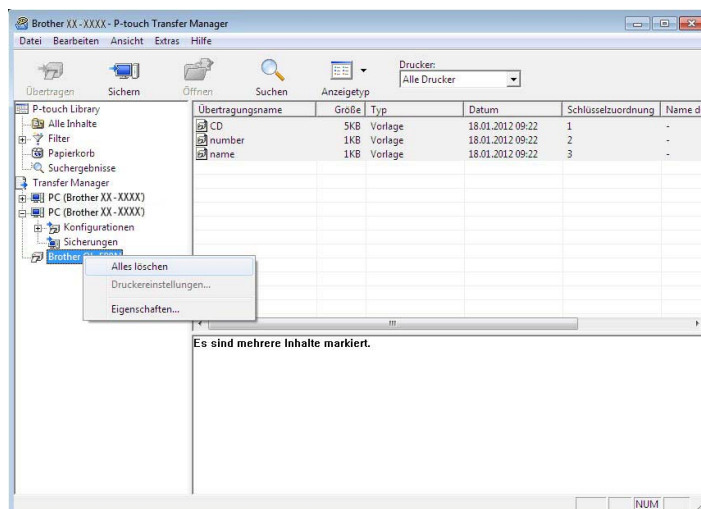 Brother XX-XXXX - P-touch Transfer Manager
Datei Bearbeiten Ansicht Extras Hilfe
Übertragen Sichern Öffnen Suchen Anzeigetyp
Drucker:
Alle Drucker
P-touch Library
Alle Inhalte
Filter
Papierkorb
Suchergebnisse
Transfer Manager
PC (Brother XX-XXXX)
PC (Brother XX-XXXX)
Konfigurationen
Sicherungen
Brother
Alles löschen
Druckereinstellungen...
Eigenschaften...
Übertragungsname Größe Typ Datum Schlüsselzuordnung Name d
CD 5KB Vorlage 18.01.2012 09:22 1 -
number 1KB Vorlage 18.01.2012 09:22 2 -
name 1KB Vorlage 18.01.2012 09:22 3 -
Es sind mehrere Inhalte markiert.
NUM